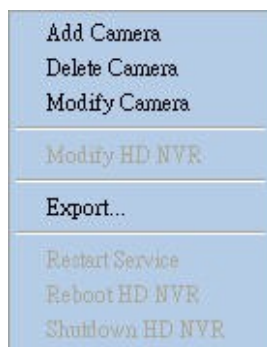 Add Camera
Delete Camera
Modify Camera
Modify HD NVR
Export...
Restart Service
Reboot HD NVR
Shutdown HD NVR